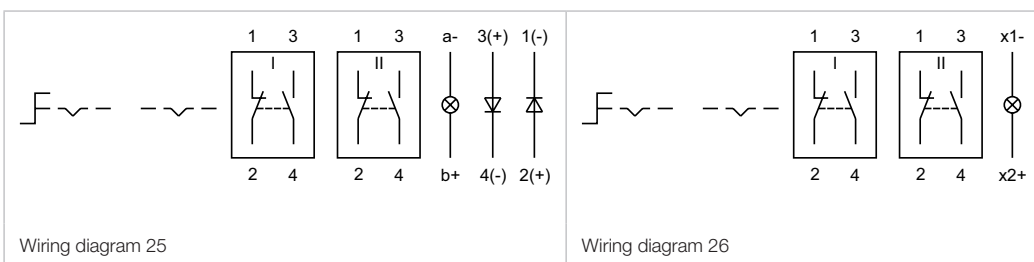 1 3 1 3 a- 3(+) 1(-)
I II
2 4 2 4 b+ 4(-) 2(+)
Wiring diagram 25
1 3 1 3 x1-
I II
2 4 2 4 x2+
Wiring diagram 26